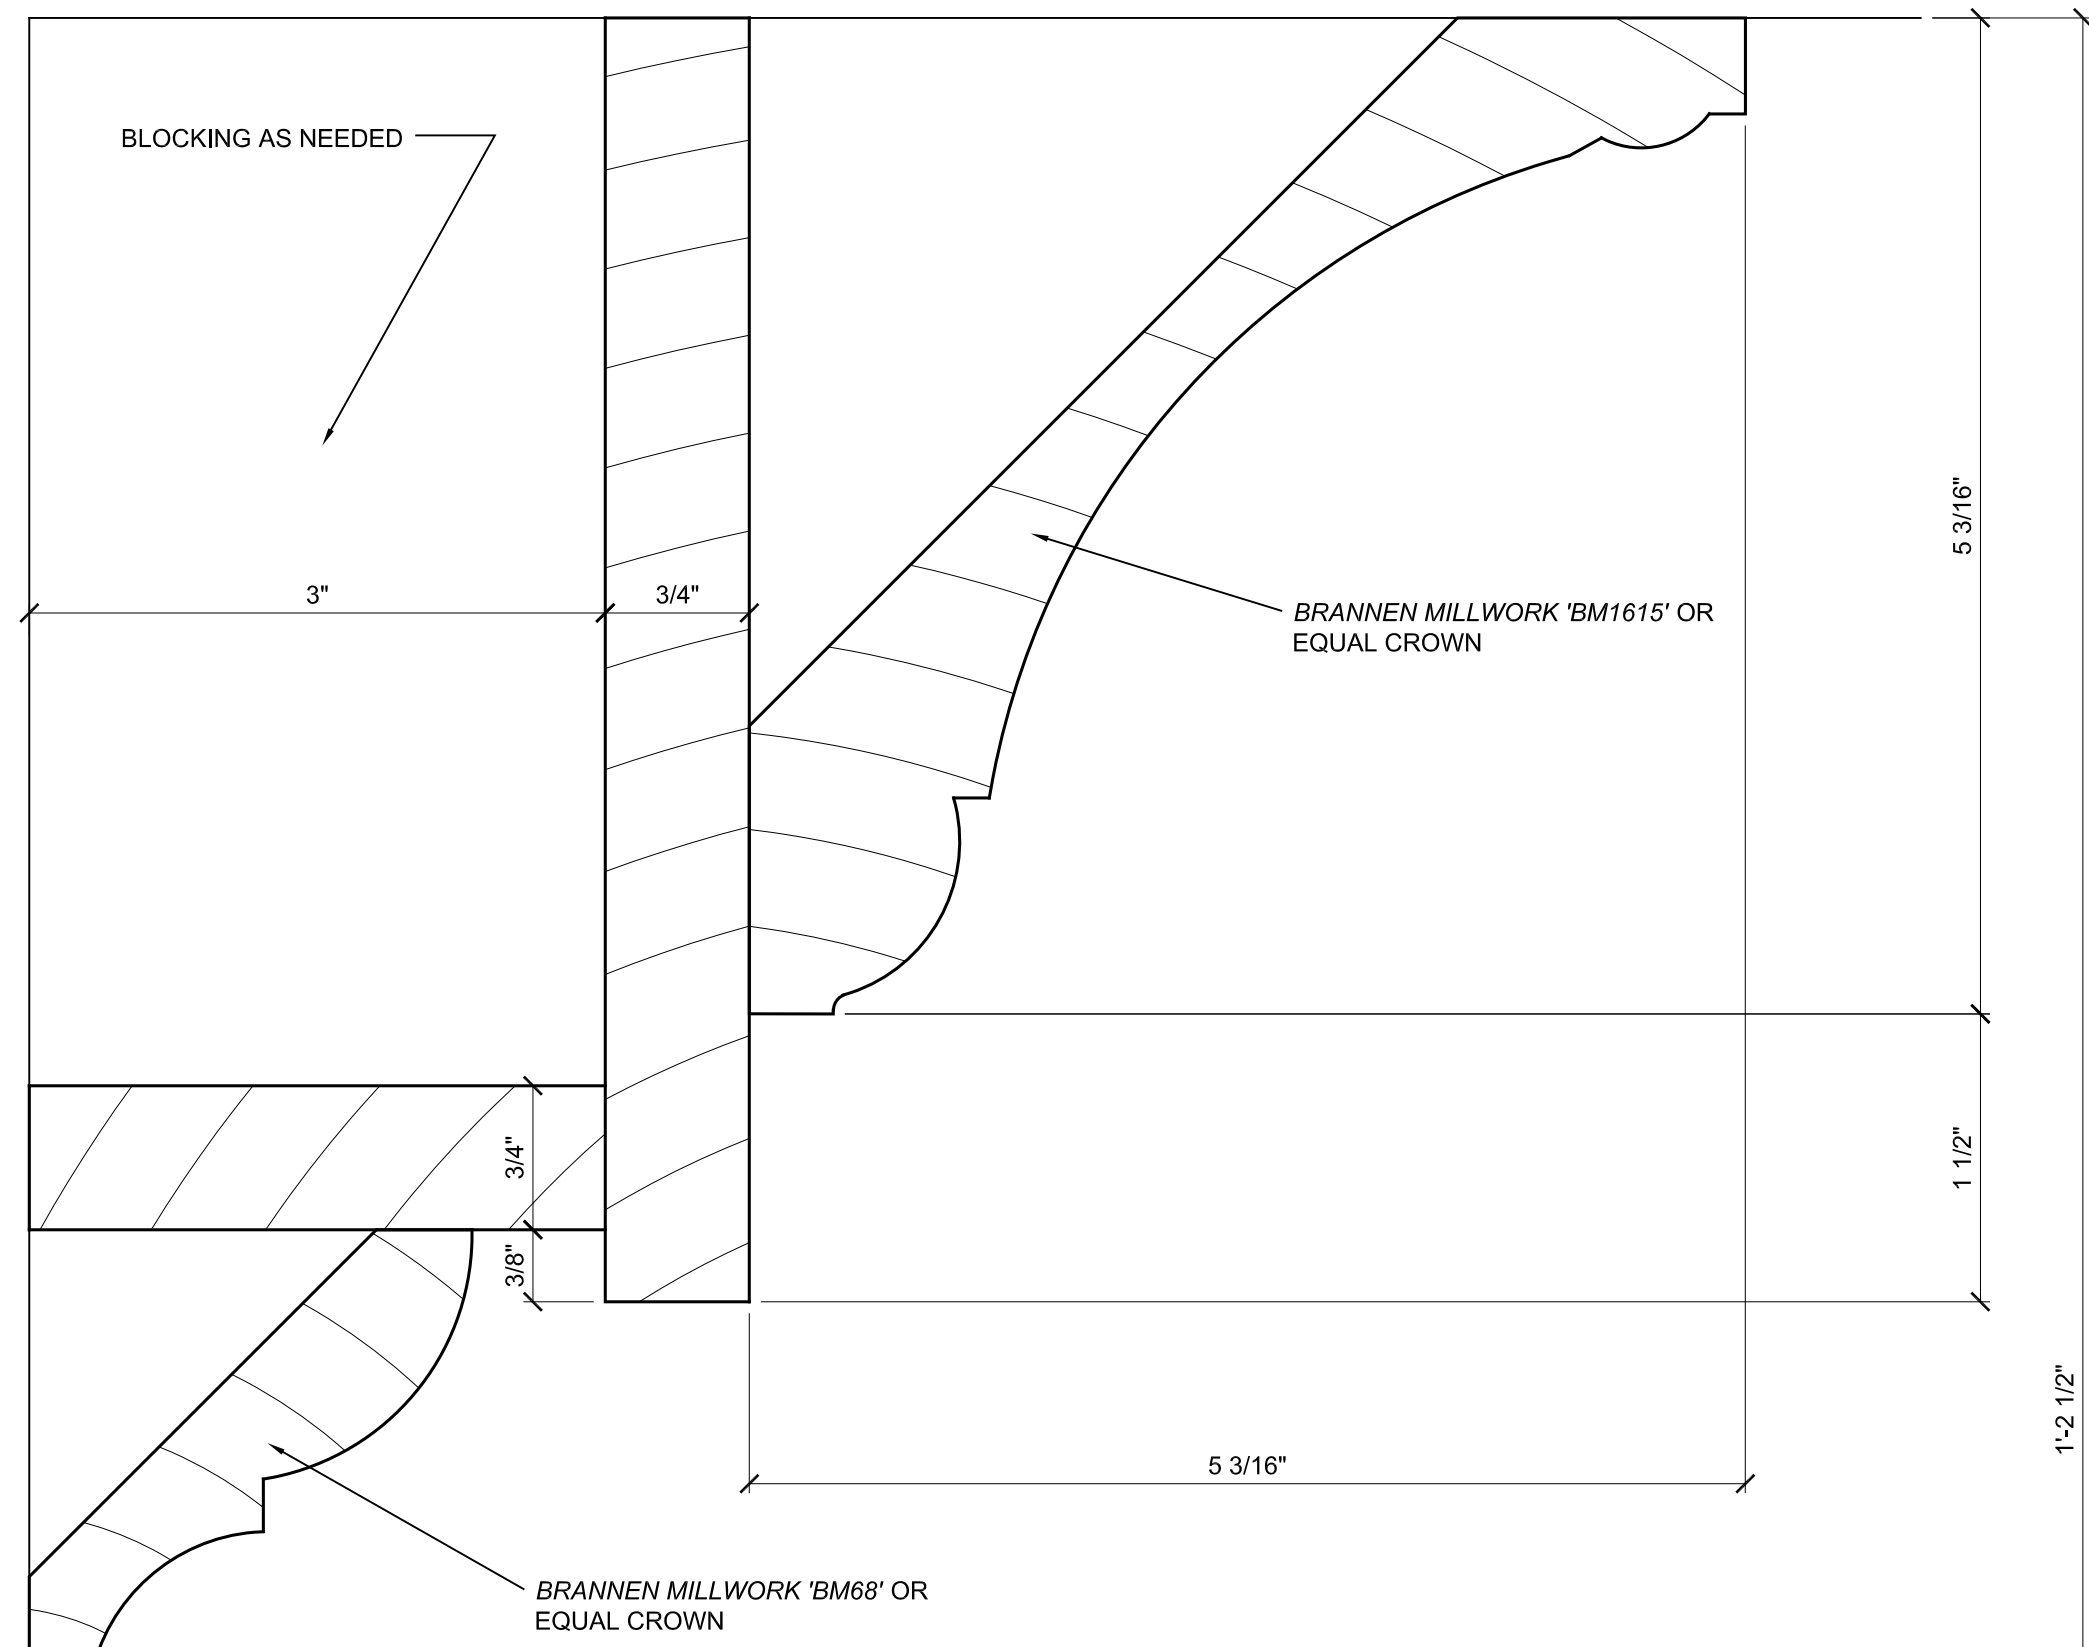 BLOCKING AS NEEDED
5 3/16"
3"
3/4"
BRANNEN MILLWORK 'BM1615' OR
EQUAL CROWN
3/4"
1 1/2"
3/8"
1'-2 1/2"
5 3/16"
BRANNEN MILLWORK 'BM68' OR
EQUAL CROWN